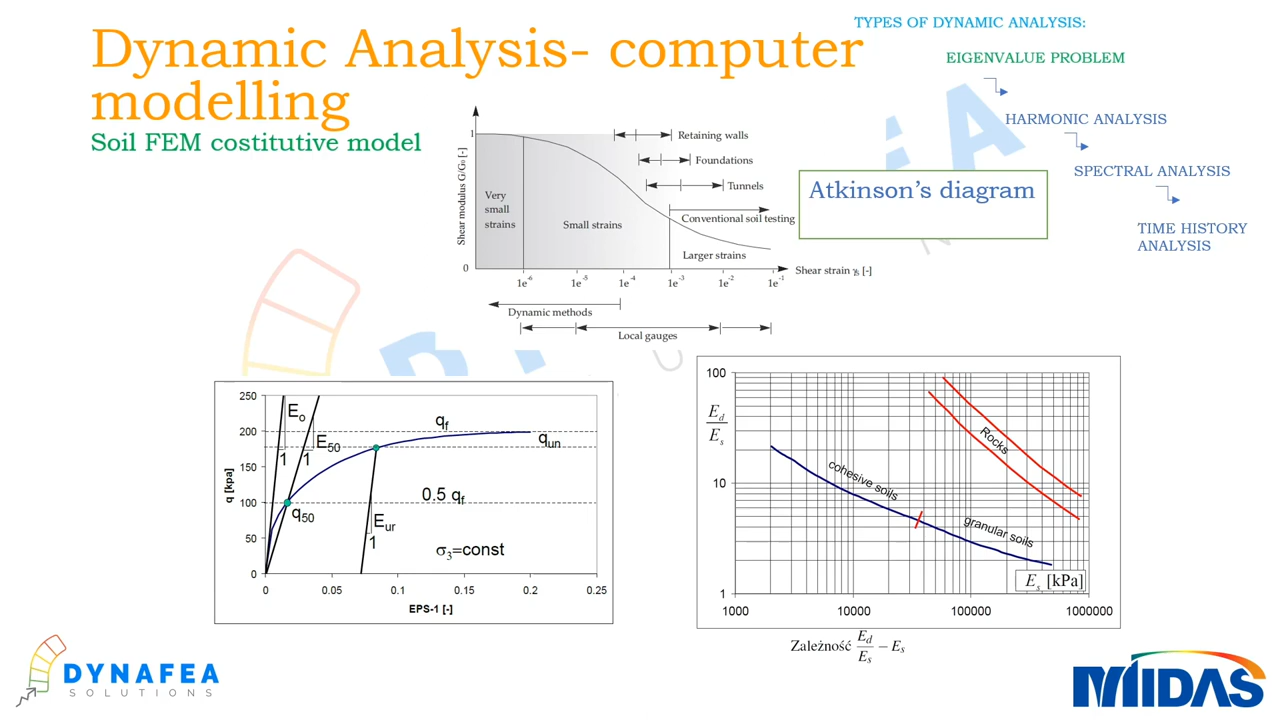 Dynamic Analysis- computer
modelling
Soil FEM costitutive model
TYPES OF DYNAMIC ANALYSIS:
EIGENVALUE PROBLEM
HARMONIC ANALYSIS
SPECTRAL ANALYSIS
TIME HISTORY
ANALYSIS
Atkinson's diagram
Shear modulus G/G₀ [-]
1
0
Retaining walls
Foundations
Tunnels
Conventional soil testing
Very
small
strains
Small strains
Larger strains
Shear strain γₛ [-]
1e⁻⁶ 1e⁻⁵ 1e⁻⁴ 1e⁻³ 1e⁻² 1e⁻¹
Dynamic methods
Local gauges
q [kpa]
250
200
150
100
50
0
0 0.05 0.1 0.15 0.2 0.25
EPS-1 [-]
Eo
1
E50
1
qf
qun
0.5 qf
q50
Eur
1
σ₃=const
100
10
1
Ed
Es
cohesive soils
granular soils
Rocks
Es [kPa]
1000 10000 100000 1000000
Zależność Ed/Es – Es
DYNAFEA
SOLUTIONS
MIDAS